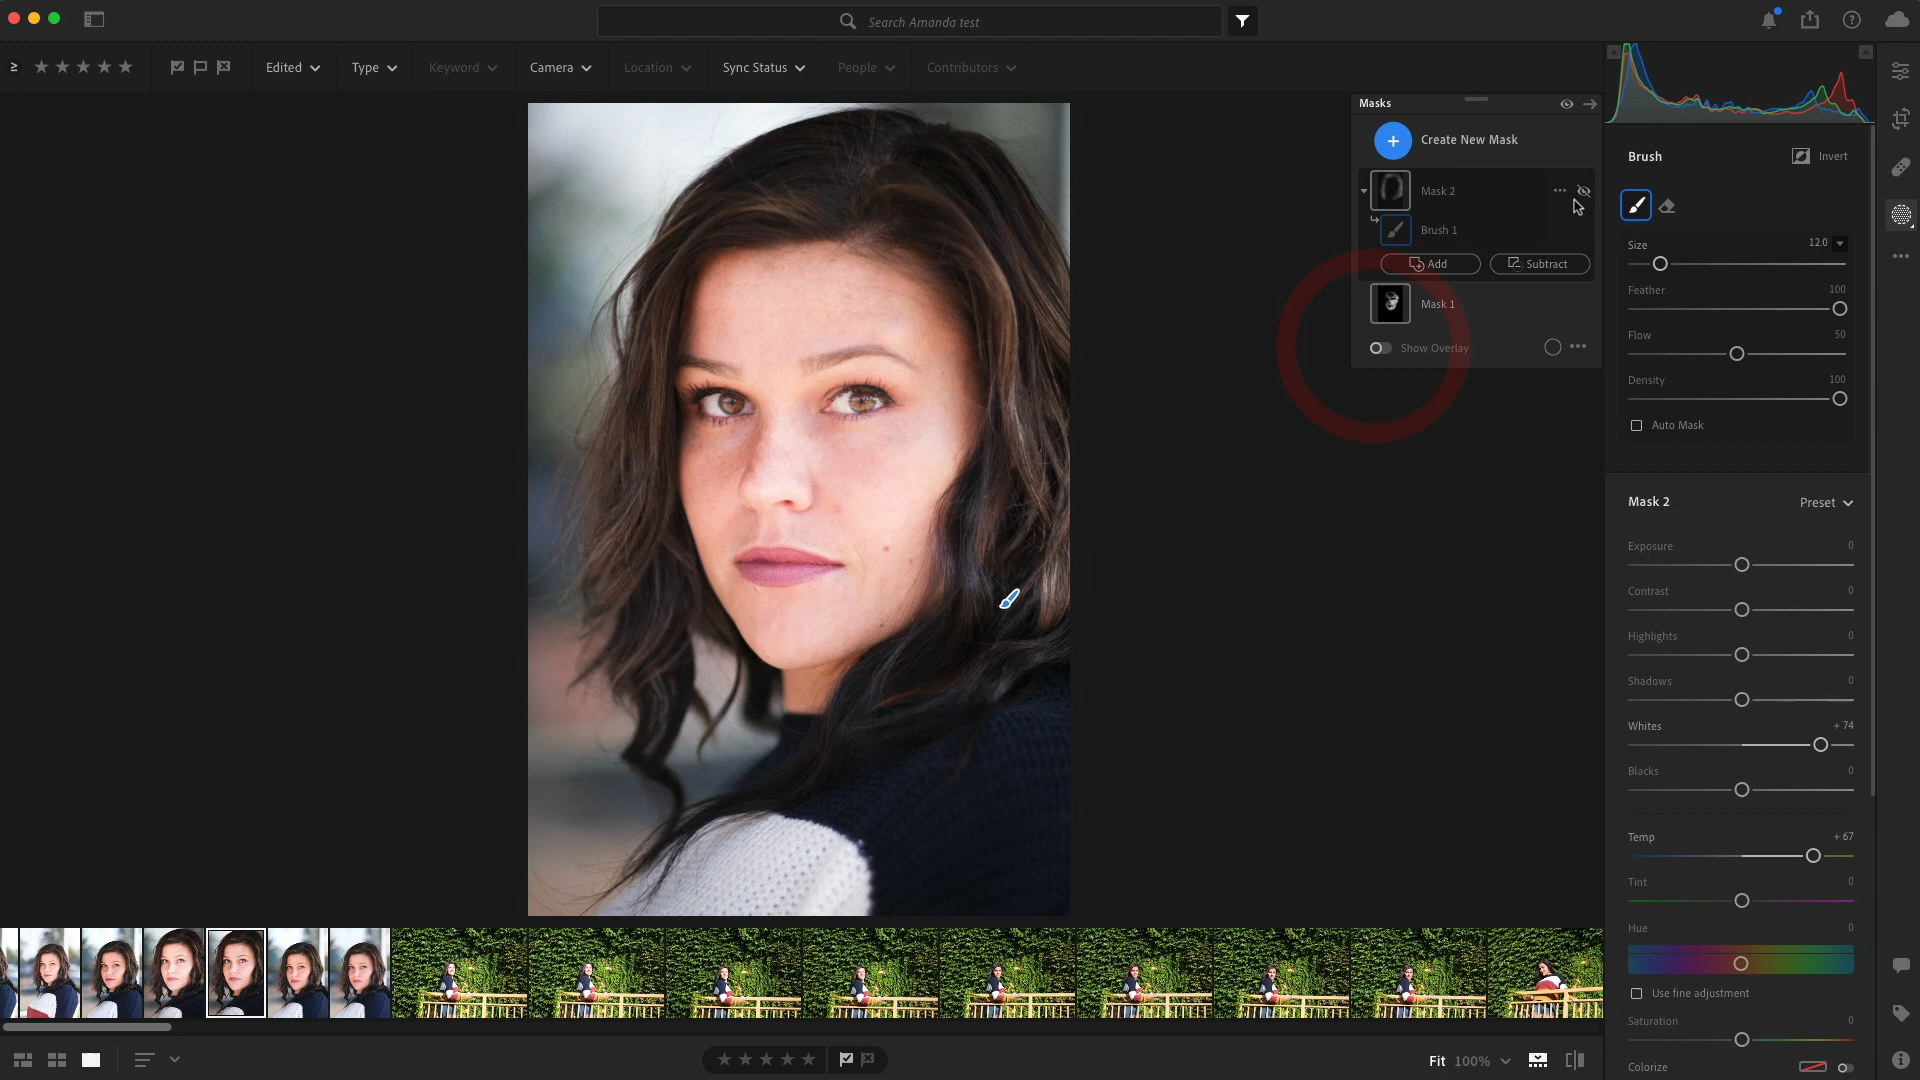 Search Amanda test
≥
Edited
Type
Keyword
Camera
Location
Sync Status
People
Contributors
Masks
Create New Mask
Mask 2
Brush 1
Add
Subtract
Mask 1
Show Overlay
Brush
Invert
Size 12.0
Feather 100
Flow 50
Density 100
Auto Mask
Mask 2
Preset
Exposure 0
Contrast 0
Highlights 0
Shadows 0
Whites + 74
Blacks 0
Temp + 67
Tint 0
Hue 0
Use fine adjustment
Saturation 0
Colorize
Fit 100%